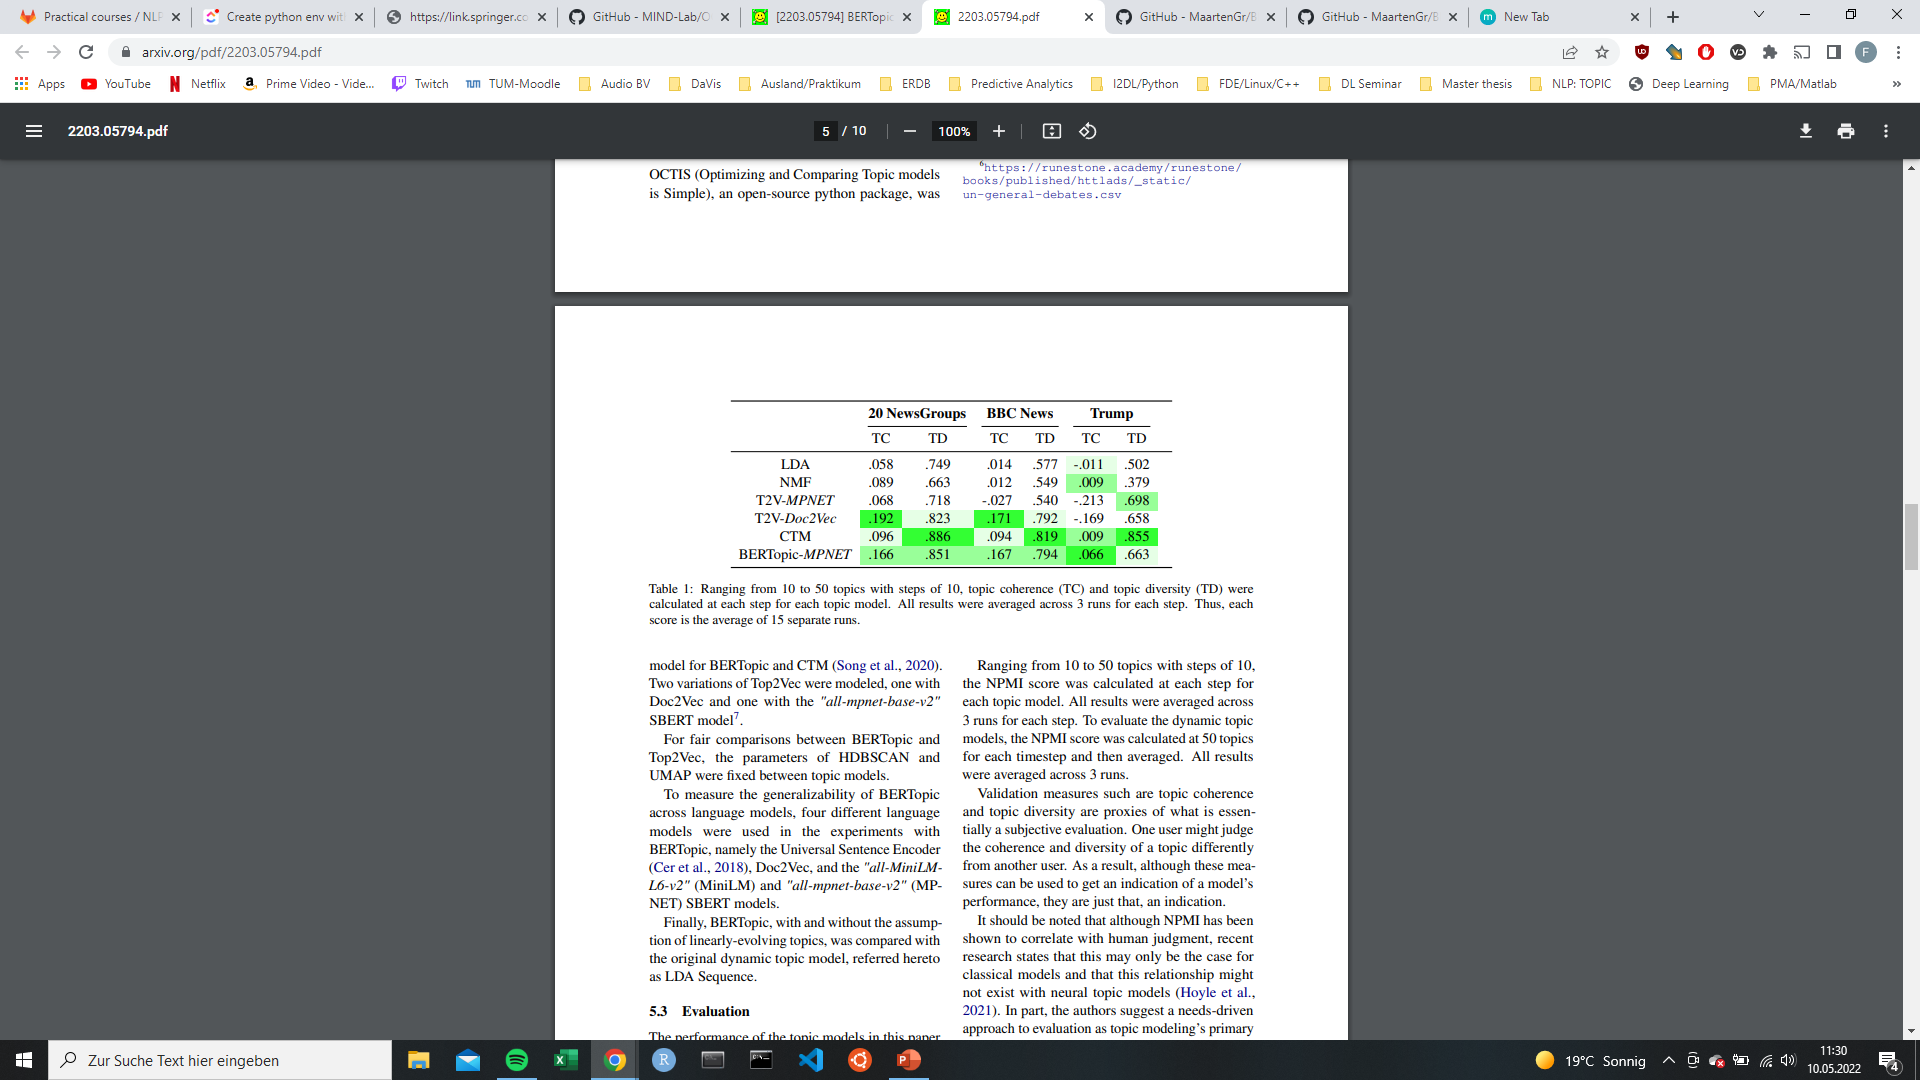 Practical courses / NLP
Create python env with
https://link.springer.co
GitHub - MIND-Lab/O
[2203.05794] BERTopic
2203.05794.pdf
GitHub - MaartenGr/B
GitHub - MaartenGr/B
New Tab
arxiv.org/pdf/2203.05794.pdf
F
Apps
YouTube
Netflix
Prime Video - Vide...
Twitch
TUM-Moodle
Audio BV
DaVis
Ausland/Praktikum
ERDB
Predictive Analytics
I2DL/Python
FDE/Linux/C++
DL Seminar
Master thesis
NLP: TOPIC
Deep Learning
PMA/Matlab
»
2203.05794.pdf
5 / 10
100%
OCTIS (Optimizing and Comparing Topic models
is Simple), an open-source python package, was
6https://runestone.academy/runestone/
books/published/httlads/_static/
un-general-debates.csv
20 NewsGroups BBC News Trump
TC TD TC TD TC TD
LDA .058 .749 .014 .577 -.011 .502
NMF .089 .663 .012 .549 .009 .379
T2V-MPNET .068 .718 -.027 .540 -.213 .698
T2V-Doc2Vec .192 .823 .171 .792 -.169 .658
CTM .096 .886 .094 .819 .009 .855
BERTopic-MPNET .166 .851 .167 .794 .066 .663
Table 1: Ranging from 10 to 50 topics with steps of 10, topic coherence (TC) and topic diversity (TD) were
calculated at each step for each topic model. All results were averaged across 3 runs for each step. Thus, each
score is the average of 15 separate runs.
model for BERTopic and CTM (Song et al., 2020).
Two variations of Top2Vec were modeled, one with
Doc2Vec and one with the "all-mpnet-base-v2"
SBERT model7.
For fair comparisons between BERTopic and
Top2Vec, the parameters of HDBSCAN and
UMAP were fixed between topic models.
To measure the generalizability of BERTopic
across language models, four different language
models were used in the experiments with
BERTopic, namely the Universal Sentence Encoder
(Cer et al., 2018), Doc2Vec, and the "all-MiniLM-
L6-v2" (MiniLM) and "all-mpnet-base-v2" (MP-
NET) SBERT models.
Finally, BERTopic, with and without the assump-
tion of linearly-evolving topics, was compared with
the original dynamic topic model, referred hereto
as LDA Sequence.
5.3 Evaluation
The performance of the topic models in this paper
Ranging from 10 to 50 topics with steps of 10,
the NPMI score was calculated at each step for
each topic model. All results were averaged across
3 runs for each step. To evaluate the dynamic topic
models, the NPMI score was calculated at 50 topics
for each timestep and then averaged. All results
were averaged across 3 runs.
Validation measures such are topic coherence
and topic diversity are proxies of what is essen-
tially a subjective evaluation. One user might judge
the coherence and diversity of a topic differently
from another user. As a result, although these mea-
sures can be used to get an indication of a model's
performance, they are just that, an indication.
It should be noted that although NPMI has been
shown to correlate with human judgment, recent
research states that this may only be the case for
classical models and that this relationship might
not exist with neural topic models (Hoyle et al.,
2021). In part, the authors suggest a needs-driven
approach to evaluation as topic modeling's primary
Zur Suche Text hier eingeben
19°C Sonnig
11:30
10.05.2022
4